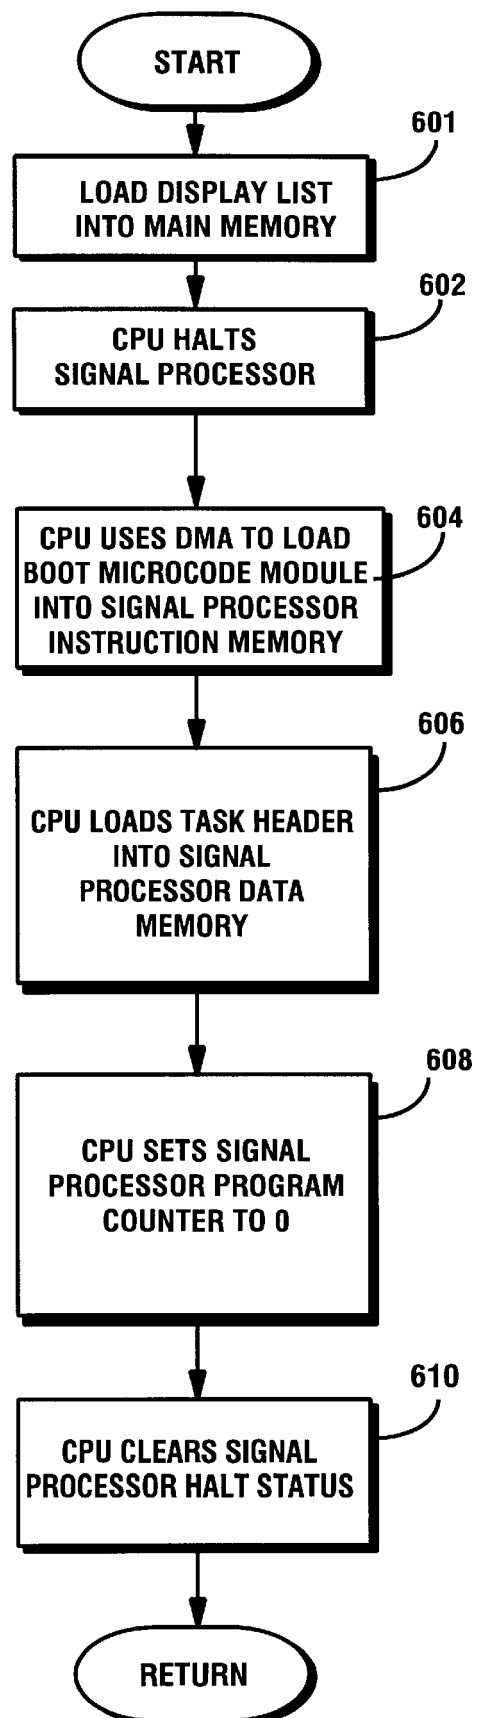 START
601
LOAD DISPLAY LIST
INTO MAIN MEMORY
602
CPU HALTS
SIGNAL PROCESSOR
604
CPU USES DMA TO LOAD
BOOT MICROCODE MODULE
INTO SIGNAL PROCESSOR
INSTRUCTION MEMORY
606
CPU LOADS TASK HEADER
INTO SIGNAL
PROCESSOR DATA
MEMORY
608
CPU SETS SIGNAL
PROCESSOR PROGRAM
COUNTER TO 0
610
CPU CLEARS SIGNAL
PROCESSOR HALT STATUS
RETURN